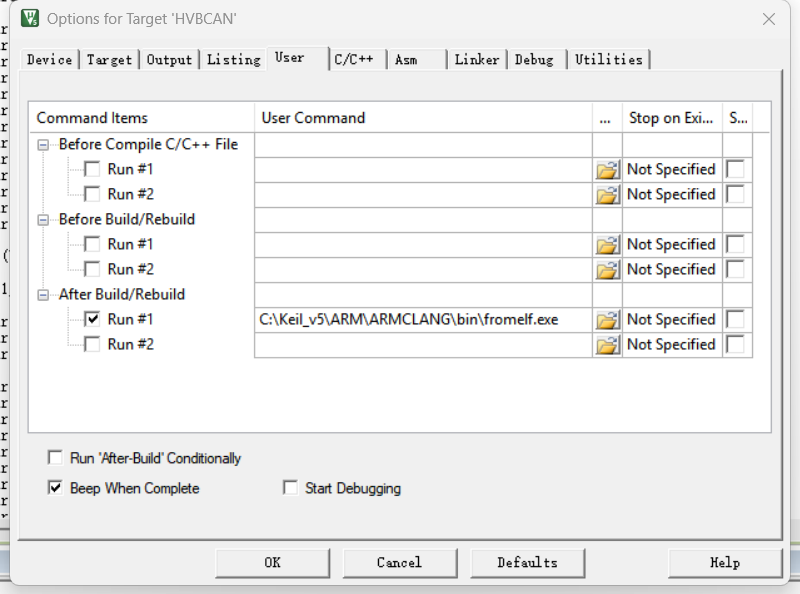 Options for Target 'HVBCAN'
Device Target Output Listing User C/C++ Asm Linker Debug Utilities
Command Items User Command ... Stop on Exi... S...
Before Compile C/C++ File
Run #1 Not Specified
Run #2 Not Specified
Before Build/Rebuild
Run #1 Not Specified
Run #2 Not Specified
After Build/Rebuild
Run #1 C:\Keil_v5\ARM\ARMCLANG\bin\fromelf.exe Not Specified
Run #2 Not Specified
Run 'After-Build' Conditionally
Beep When Complete Start Debugging
OK Cancel Defaults Help